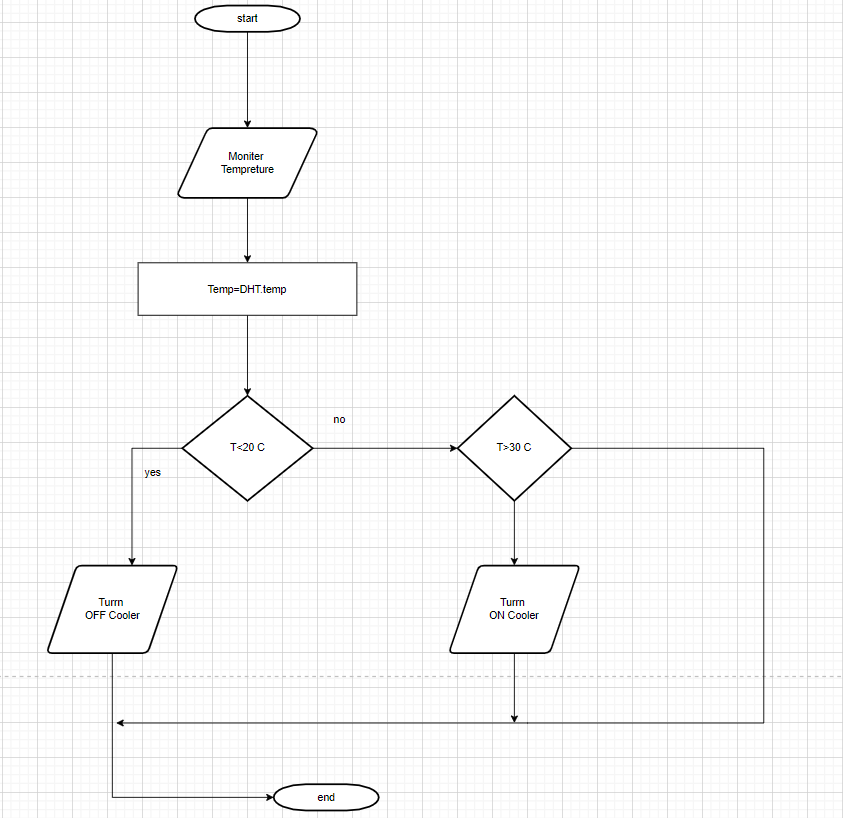 start
Moniter
Tempreture
Temp=DHT.temp
no
T<20 C
T>30 C
yes
Turrn
OFF Cooler
Turrn
ON Cooler
end